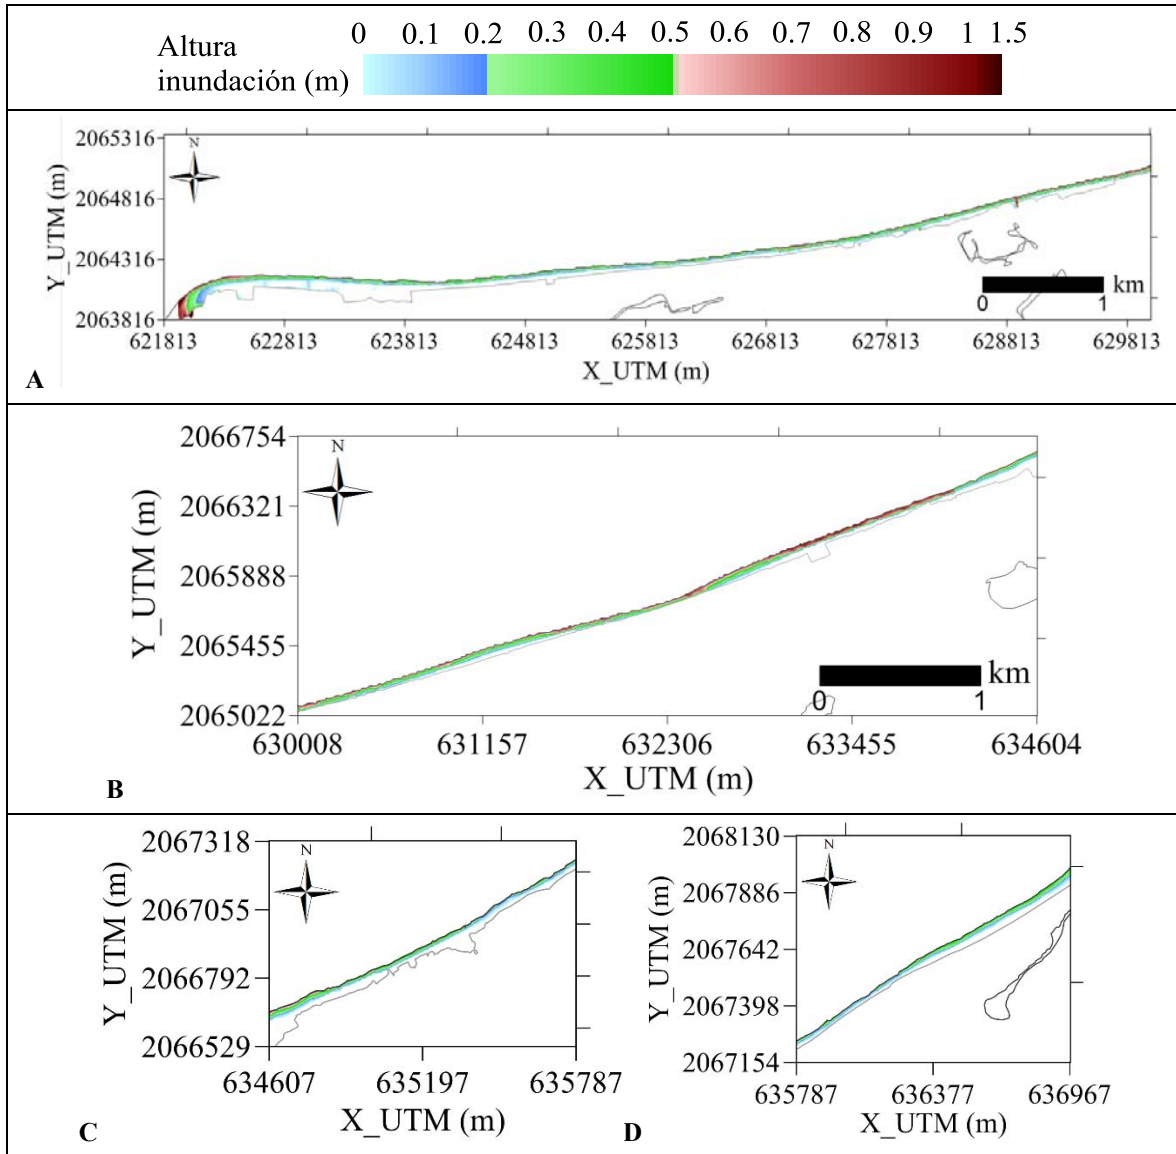 Altura
inundación (m)
0 0.1 0.2 0.3 0.4 0.5 0.6 0.7 0.8 0.9 1 1.5
2065316
2064816
2064316
2063816
Y_UTM (m)
N
621813 622813 623813 624813 625813 626813 627813 628813 629813
X_UTM (m)
km
0 1
A
2066754
2066321
2065888
2065455
2065022
Y_UTM (m)
N
630008 631157 632306 633455 634604
X_UTM (m)
km
0 1
B
2067318
2067055
2066792
2066529
Y_UTM (m)
N
634607 635197 635787
X_UTM (m)
C
2068130
2067886
2067642
2067398
2067154
Y_UTM (m)
N
635787 636377 636967
X_UTM (m)
D